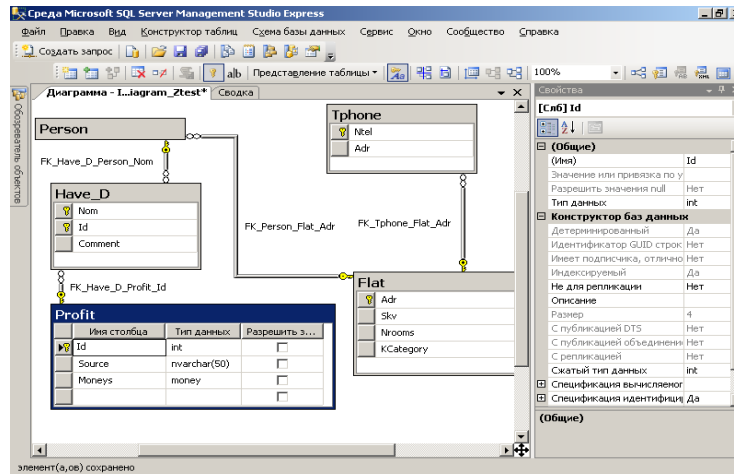 Среда Microsoft SQL Server Management Studio Express
Файл Правка Вид Конструктор таблиц Схема базы данных Сервис Окно Сообщество Справка
Создать запрос
alb Представление таблицы 100%
Обозреватель объектов
Диаграмма - I...iagram_Ztest* Сводка
Person
FK_Have_D_Person_Nom
Tphone
Ntel
Adr
Have_D
Nom
Id
Comment
FK_Person_Flat_Adr
FK_Tphone_Flat_Adr
FK_Have_D_Profit_Id
Flat
Adr
Skv
Nrooms
KCategory
Profit
Имя столбца Тип данных Разрешить з...
Id int
Source nvarchar(50)
Moneys money
Свойства
[Слб] Id
(Общие)
(Имя) Id
Значение или привязка по у
Разрешить значения null Нет
Тип данных int
Конструктор баз данных
Детерминированный Да
Идентификатор GUID строк Нет
Имеет подписчика, отлично Нет
Индексируемый Да
Не для репликации Нет
Описание
Размер 4
С публикацией DTS Нет
С публикацией объединени Нет
С репликацией Нет
Сжатый тип данных int
Спецификация вычисляемог
Спецификация идентифици Да
(Общие)
элемент(а,ов) сохранено